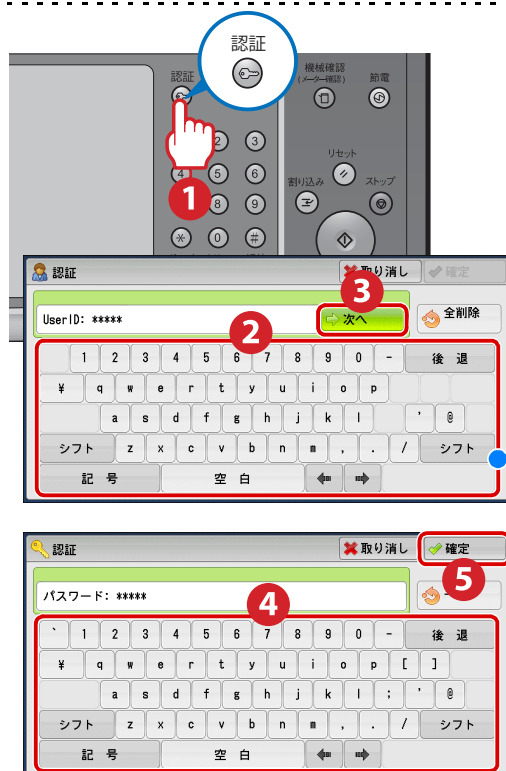 認証
認証
機械確認
(メーター確認)
節電
2 3
4 5 6
8 9
* 0 #
リセット
割り込み
ストップ
1
認証
取り消し
確定
3
UserID: *****
次へ
全削除
2
1 2 3 4 5 6 7 8 9 0 -
後 退
¥ q w e r t y u i o p
a s d f g h j k l ' @
シフト z x c v b n m , . / シフト
記 号 空 白
認証
取り消し
確定
5
パスワード: *****
4
` 1 2 3 4 5 6 7 8 9 0 -
後 退
¥ q w e r t y u i o p [ ]
a s d f g h j k l ; ' @
シフト z x c v b n m , . / シフト
記 号 空 白